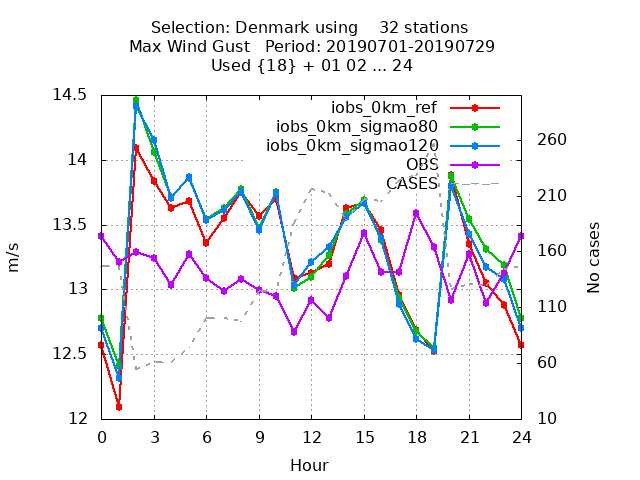 Selection: Denmark using    32 stations
Max Wind Gust   Period: 20190701-20190729
Used {18} + 01 02 ... 24
14.5
14
13.5
13
12.5
12
m/s
iobs_0km_ref
iobs_0km_sigmao80
iobs_0km_sigmao120
OBS
CASES
260
210
160
110
60
10
No cases
0 3 6 9 12 15 18 21 24
Hour